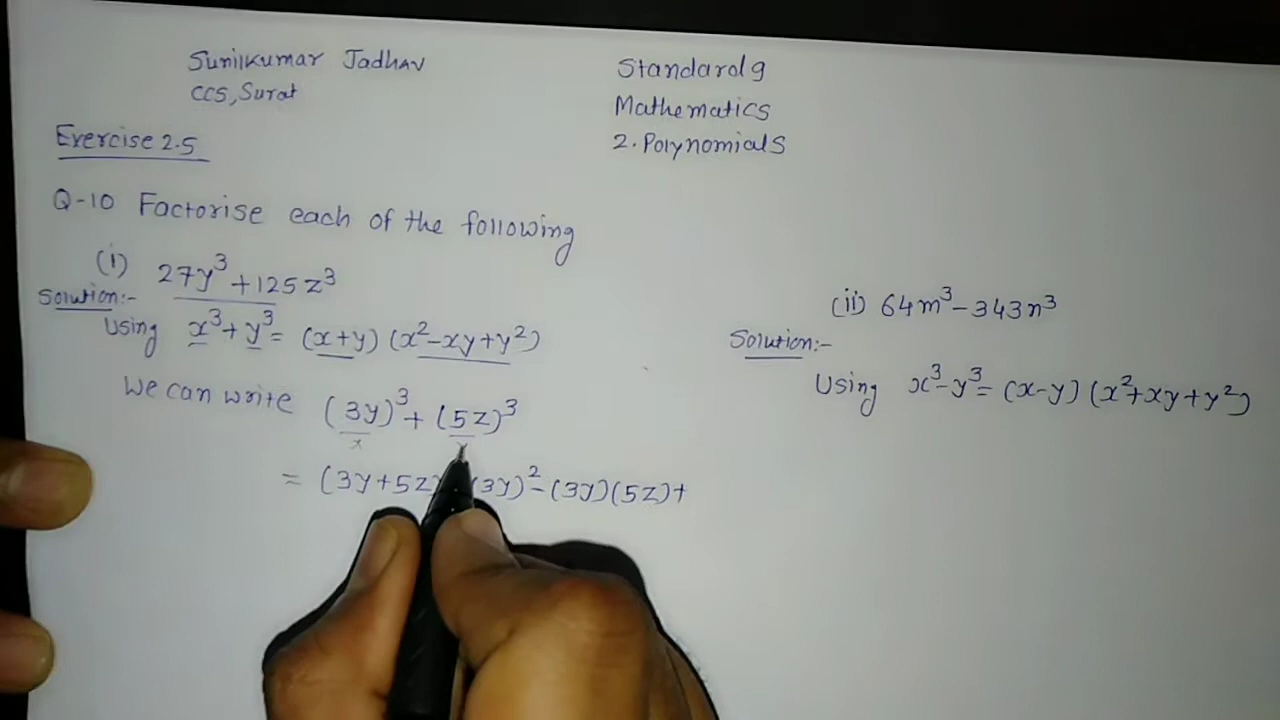 Sunilkumar Jadhav
CCS, Surat
Standard 9
Mathematics
2. Polynomials
Exercise 2.5
Q-10 Factorise each of the following
(i) 27y³+125z³
Solution:-
Using x³+y³= (x+y) (x²-xy+y²)
We can write (3y)³+(5z)³
x
= (3y+5z) (3y)²-(3y)(5z)+
(ii) 64m³-343n³
Solution:-
Using x³-y³= (x-y) (x²+xy+y²)